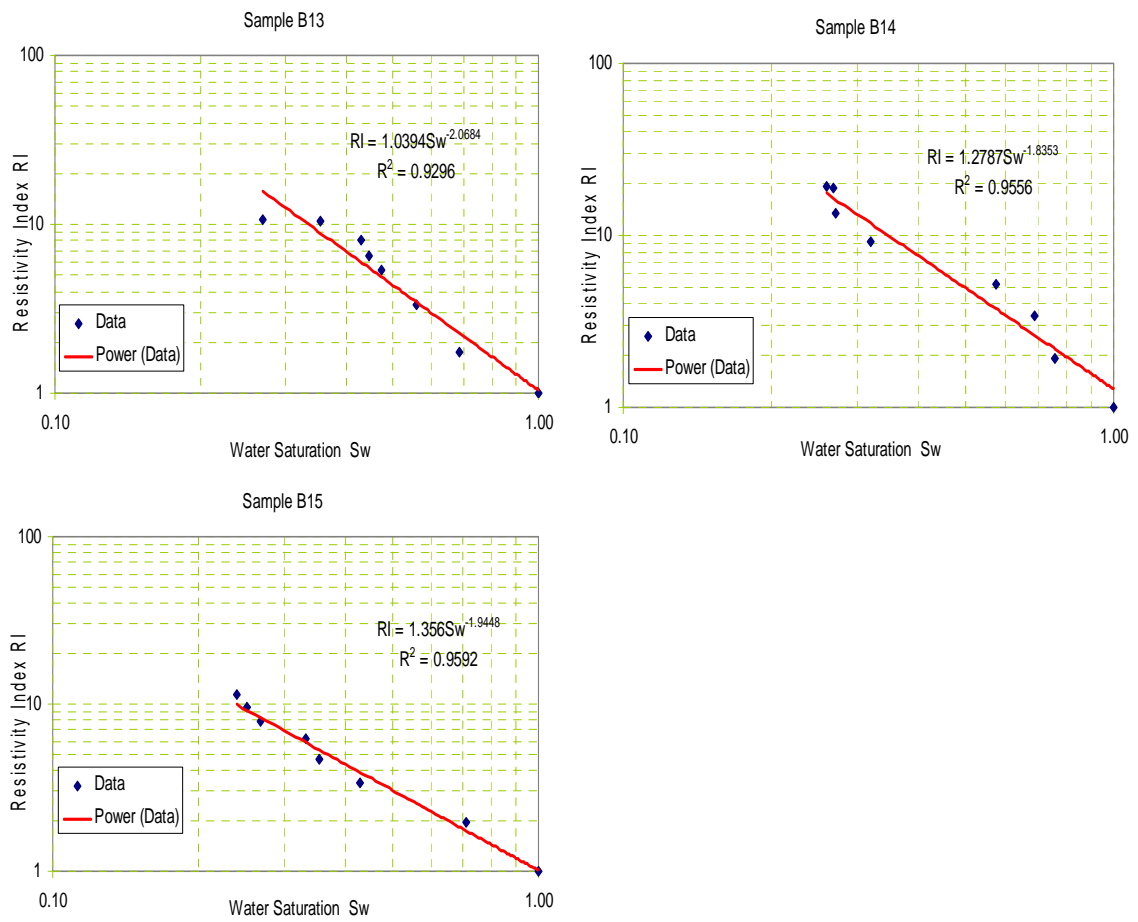 Sample B13
100
10
1
0.10
1.00
Resistivity Index RI
Water Saturation Sw
RI = 1.0394Sw^-2.0684
R² = 0.9296
Data
Power (Data)
Sample B14
100
10
1
0.10
1.00
Resistivity Index RI
Water Saturation Sw
RI = 1.2787Sw^-1.8353
R² = 0.9556
Data
Power (Data)
Sample B15
100
10
1
0.10
1.00
Resistivity Index RI
Water Saturation Sw
RI = 1.356Sw^-1.9448
R² = 0.9592
Data
Power (Data)